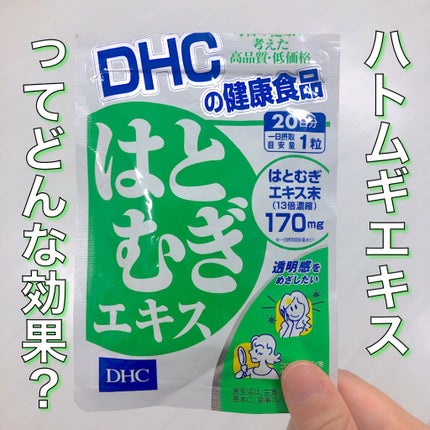 ハトムギエキス
ってどんな効果？
考えた
高品質・低価格
DHC
の健康食品
20日分
一日摂取
目安量
1粒
はとむぎ
エキス
はとむぎ
エキス末
(13倍濃縮)
170mg
透明感を
めざしたい
DHC